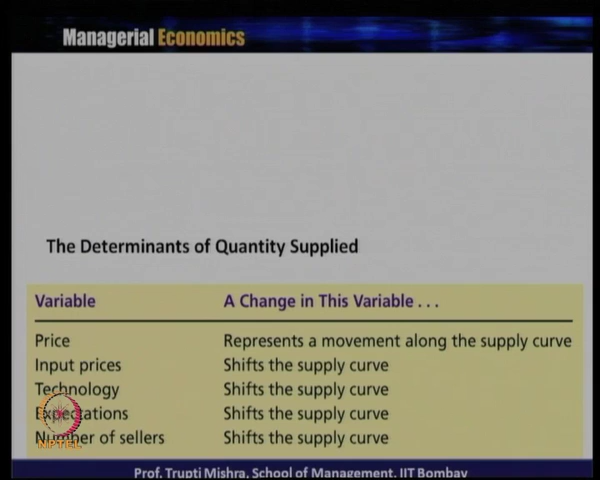 Managerial Economics
The Determinants of Quantity Supplied
Variable A Change in This Variable . . .
Price Represents a movement along the supply curve
Input prices Shifts the supply curve
Technology Shifts the supply curve
Expectations Shifts the supply curve
Number of sellers Shifts the supply curve
NPTEL
Prof. Trupti Mishra, School of Management, IIT Bombay